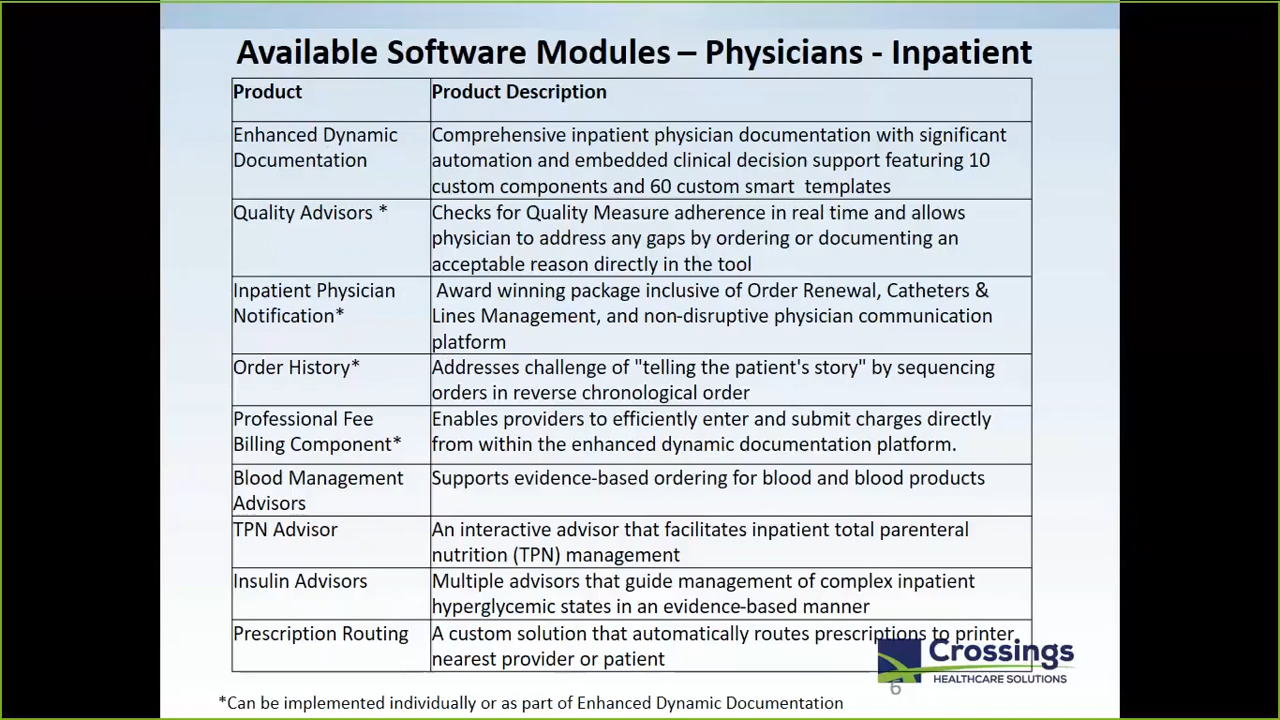 Available Software Modules – Physicians - Inpatient
Product
Product Description
Enhanced Dynamic
Documentation
Comprehensive inpatient physician documentation with significant
automation and embedded clinical decision support featuring 10
custom components and 60 custom smart templates
Quality Advisors *
Checks for Quality Measure adherence in real time and allows
physician to address any gaps by ordering or documenting an
acceptable reason directly in the tool
Inpatient Physician
Notification*
Award winning package inclusive of Order Renewal, Catheters &
Lines Management, and non-disruptive physician communication
platform
Order History*
Addresses challenge of "telling the patient's story" by sequencing
orders in reverse chronological order
Professional Fee
Billing Component*
Enables providers to efficiently enter and submit charges directly
from within the enhanced dynamic documentation platform.
Blood Management
Advisors
Supports evidence-based ordering for blood and blood products
TPN Advisor
An interactive advisor that facilitates inpatient total parenteral
nutrition (TPN) management
Insulin Advisors
Multiple advisors that guide management of complex inpatient
hyperglycemic states in an evidence-based manner
Prescription Routing
A custom solution that automatically routes prescriptions to printer
nearest provider or patient
Crossings
HEALTHCARE SOLUTIONS
6
*Can be implemented individually or as part of Enhanced Dynamic Documentation